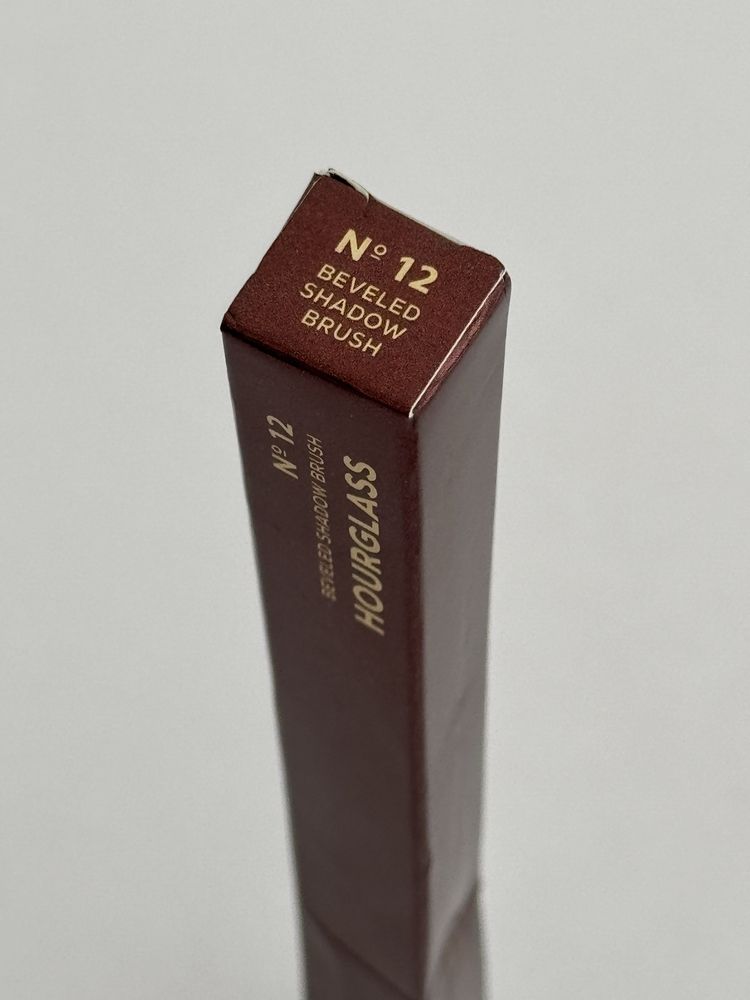 Nº 12
BEVELED
SHADOW
BRUSH
Nº 12
BEVELED SHADOW BRUSH
HOURGLASS